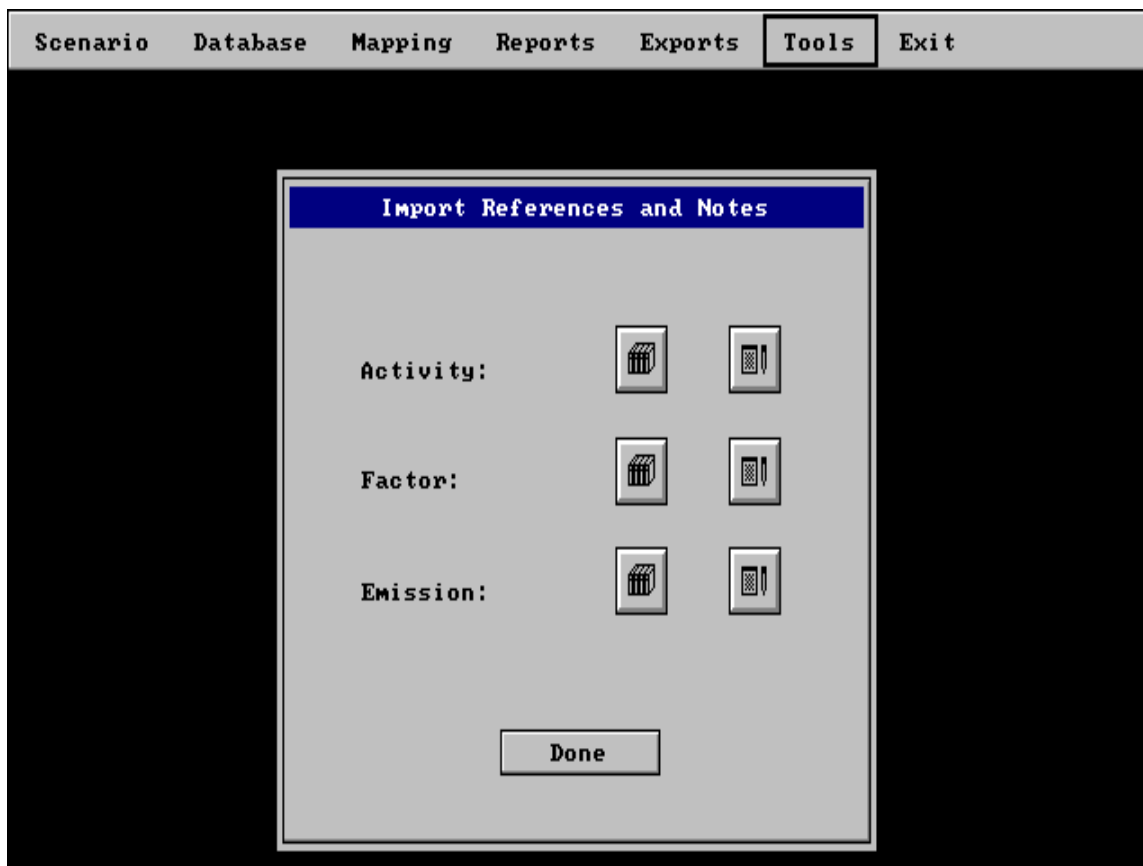 Scenario Database Mapping Reports Exports Tools Exit
Import References and Notes
Activity:
Factor:
Emission:
Done